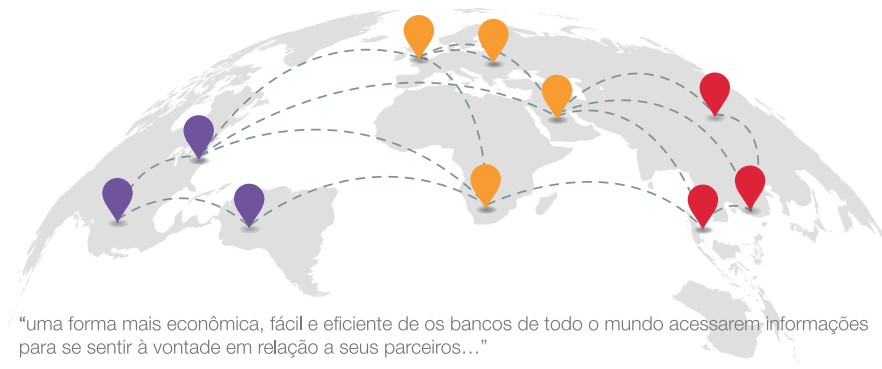 “uma forma mais econômica, fácil e eficiente de os bancos de todo o mundo acessarem informações
para se sentir à vontade em relação a seus parceiros…”